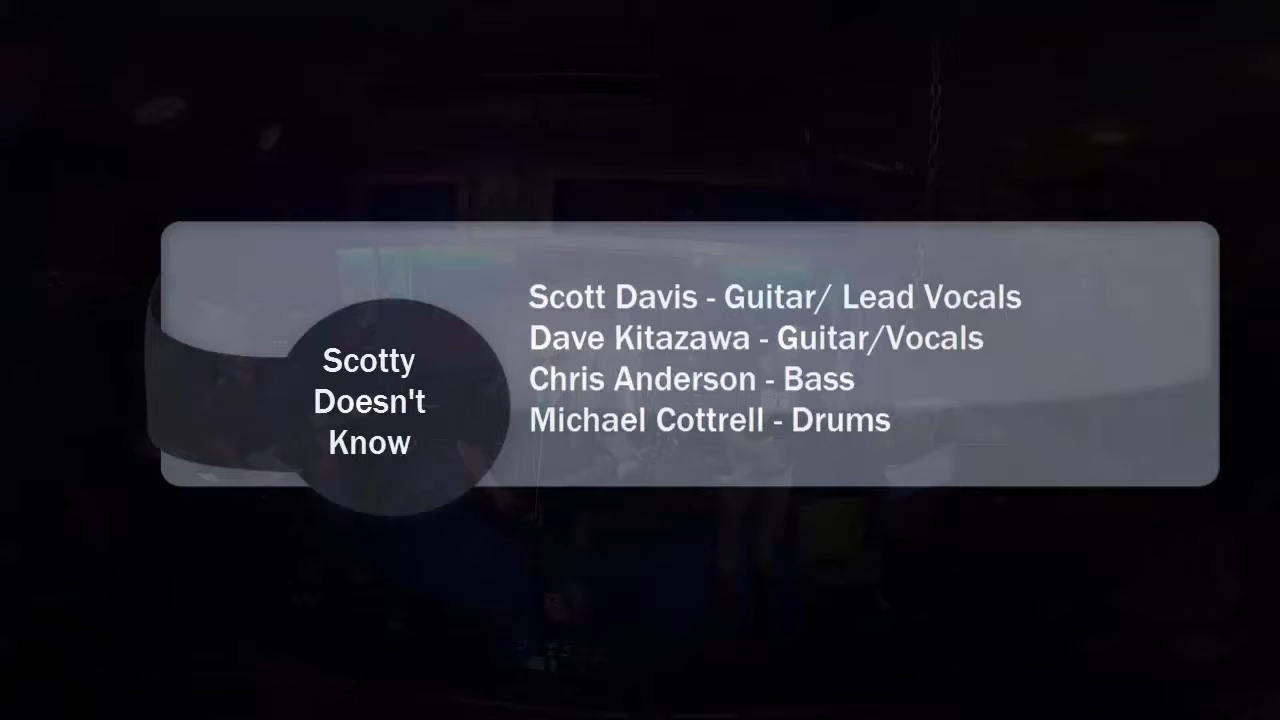 Scotty
Doesn't
Know
Scott Davis - Guitar/ Lead Vocals
Dave Kitazawa - Guitar/Vocals
Chris Anderson - Bass
Michael Cottrell - Drums